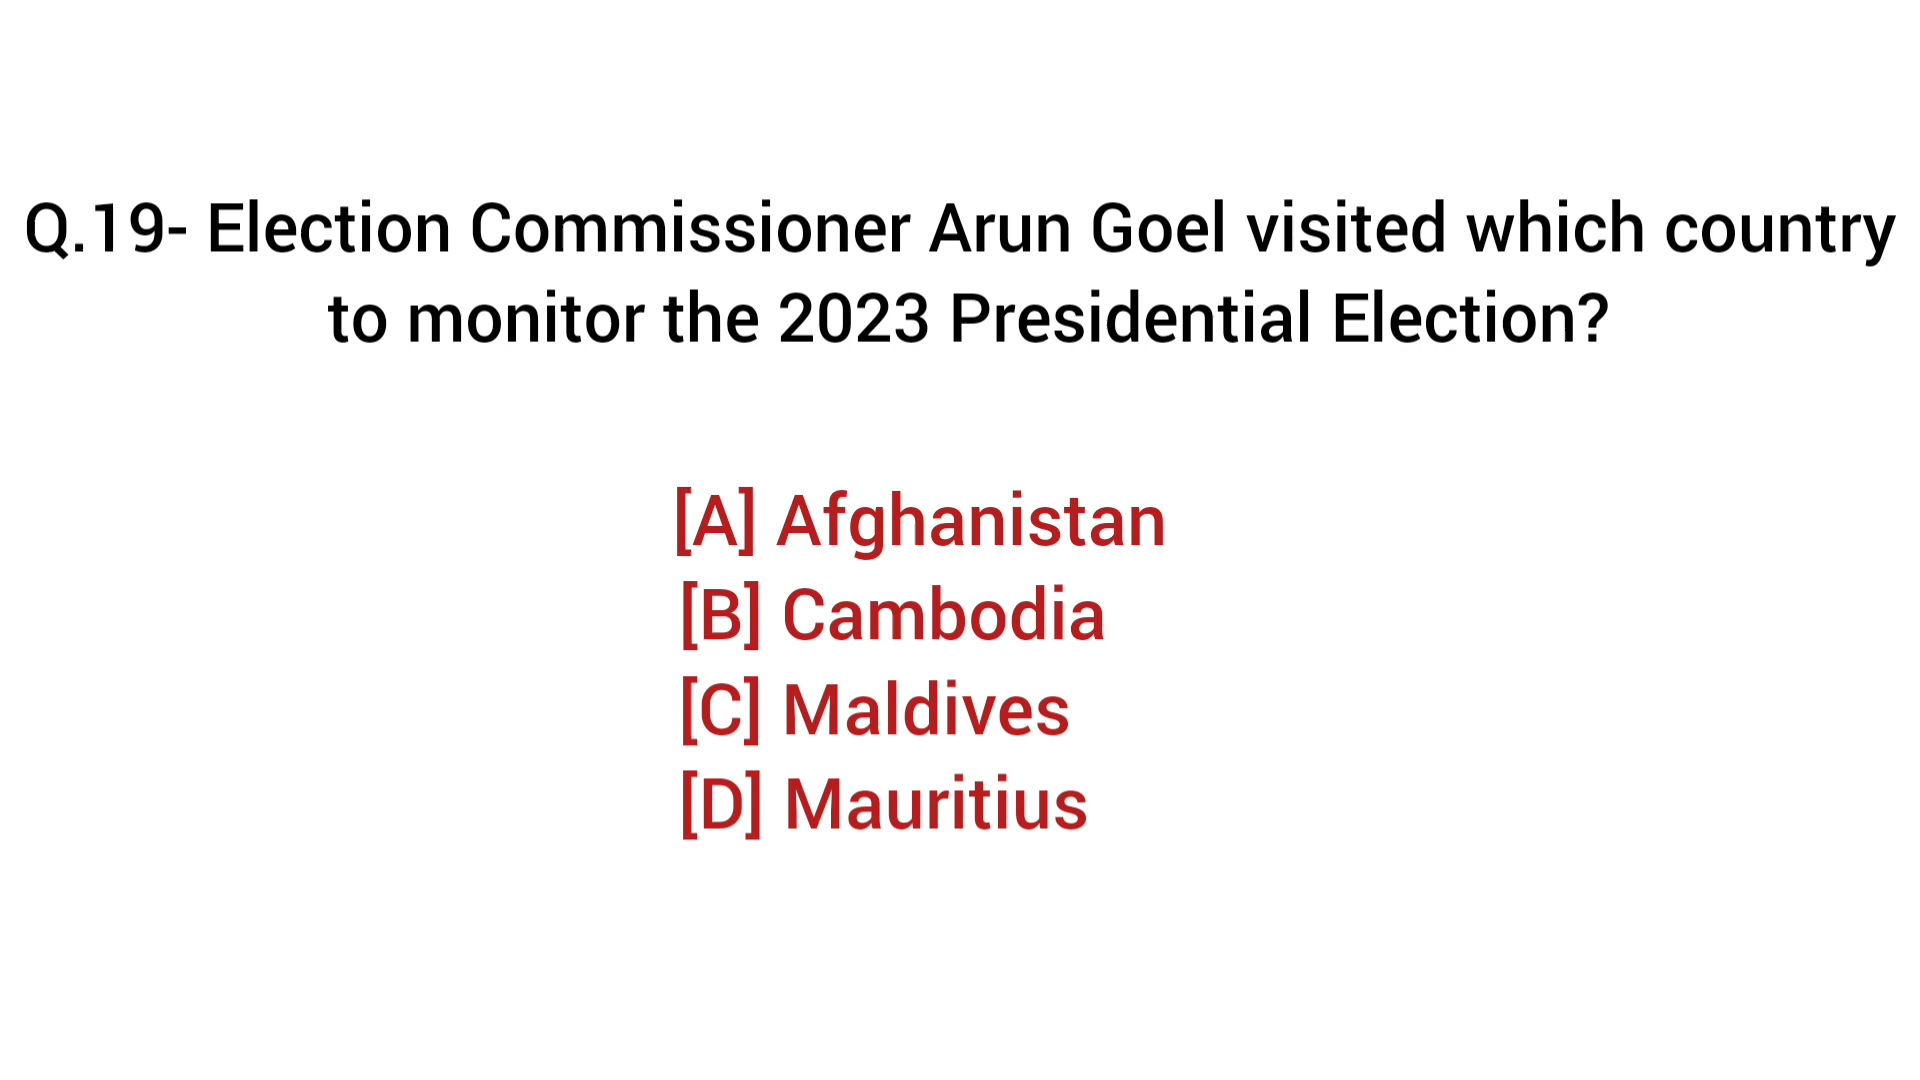 Q.19- Election Commissioner Arun Goel visited which country
to monitor the 2023 Presidential Election?
[A] Afghanistan
[B] Cambodia
[C] Maldives
[D] Mauritius